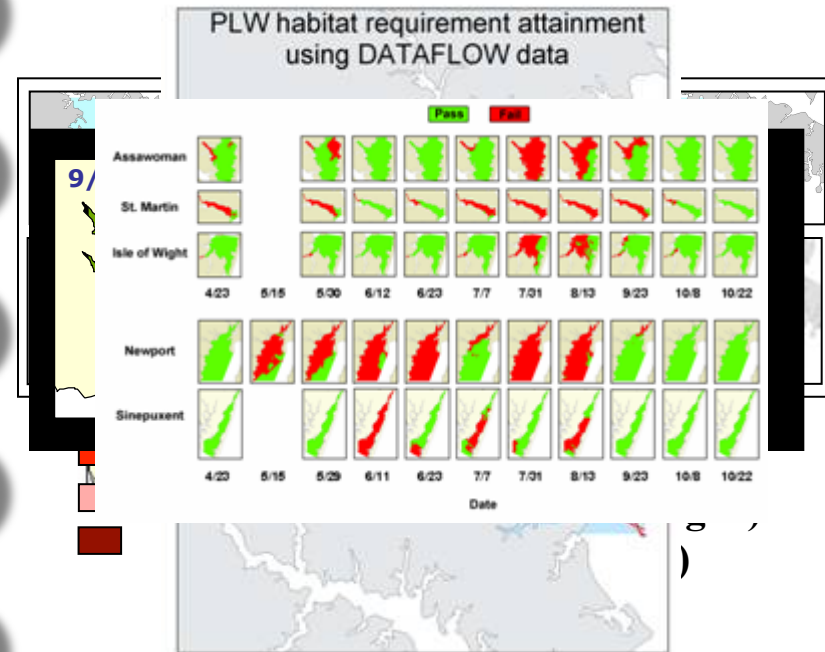 PLW habitat requirement attainment
using DATAFLOW data
Pass Fail
Assawoman
9/
St. Martin
Isle of Wight
4/23 5/15 5/30 6/12 6/23 7/7 7/31 8/13 9/23 10/8 10/22
Newport
Sinepuxent
4/23 5/15 5/29 6/11 6/23 7/7 7/31 8/13 9/23 10/8 10/22
Date
)